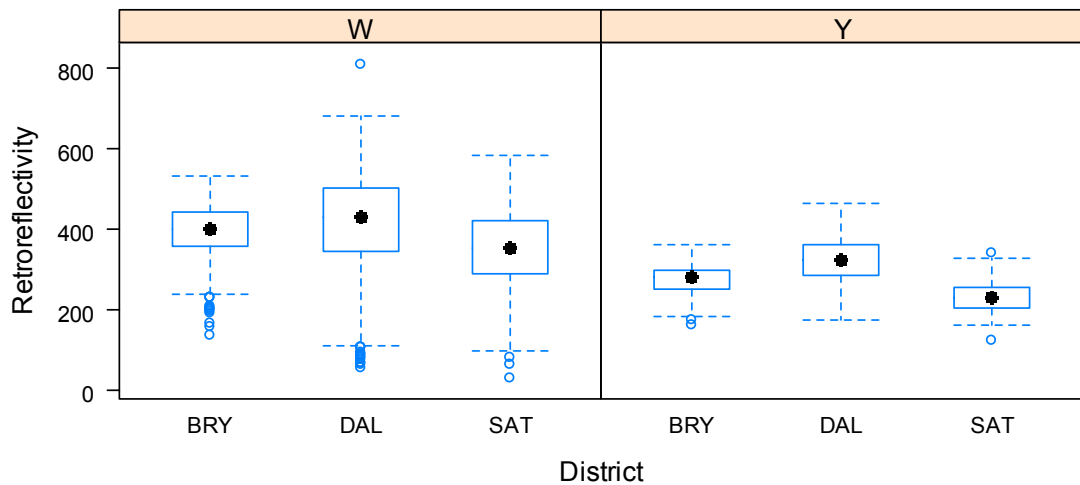 W Y
800
600
400
200
0
Retroreflectivity
BRY DAL SAT BRY DAL SAT
District